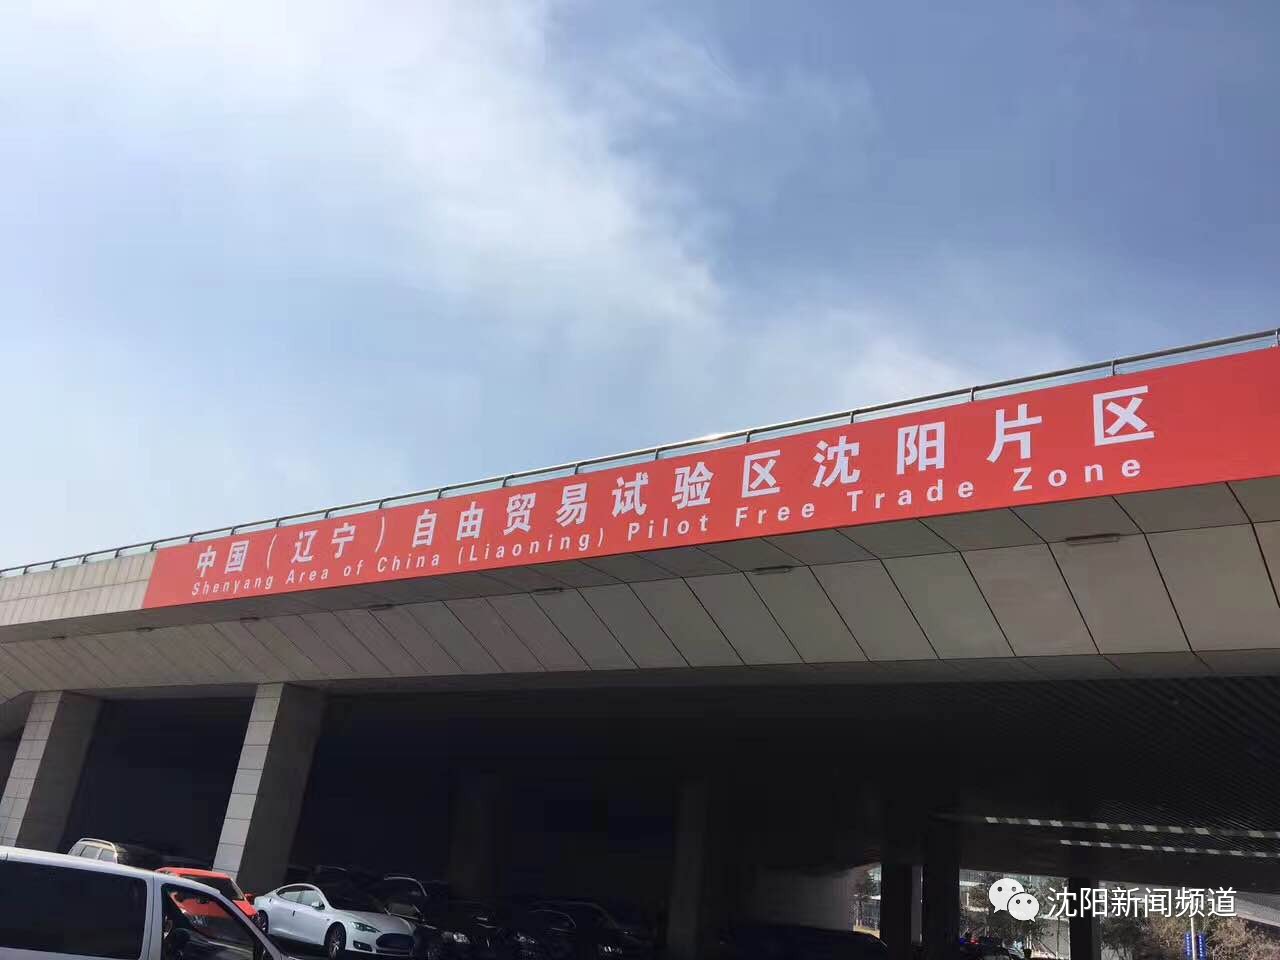 中国（辽宁）自由贸易试验区沈阳片区
Shenyang Area of China (Liaoning) Pilot Free Trade Zone
沈阳新闻频道